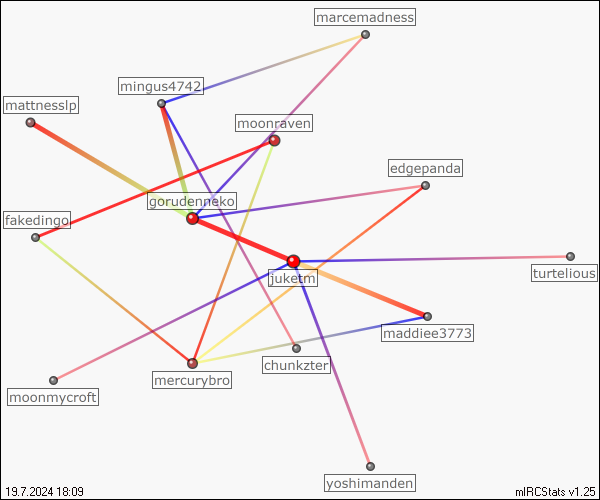 marcemadness
mingus4742
mattnesslp
moonraven
edgepanda
gorudenneko
fakedingo
turtelious
juketm
maddiee3773
chunkzter
mercurybro
moonmycroft
yoshimanden
19.7.2024 18:09
mIRCStats v1.25